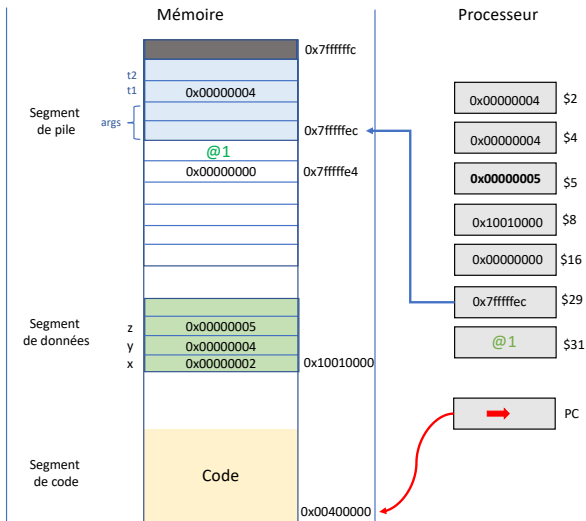 Mémoire
Processeur
0x7ffffffc
t2
t1
0x00000004
0x00000004
$2
Segment
de pile
args
0x7fffffec
0x00000004
$4
@1
0x00000000
0x7fffffe4
0x00000005
$5
0x10010000
$8
0x00000000
$16
0x7fffffec
$29
Segment
de données
z
0x00000005
y
0x00000004
x
0x00000002
0x10010000
@1
$31
PC
Segment
de code
Code
0x00400000